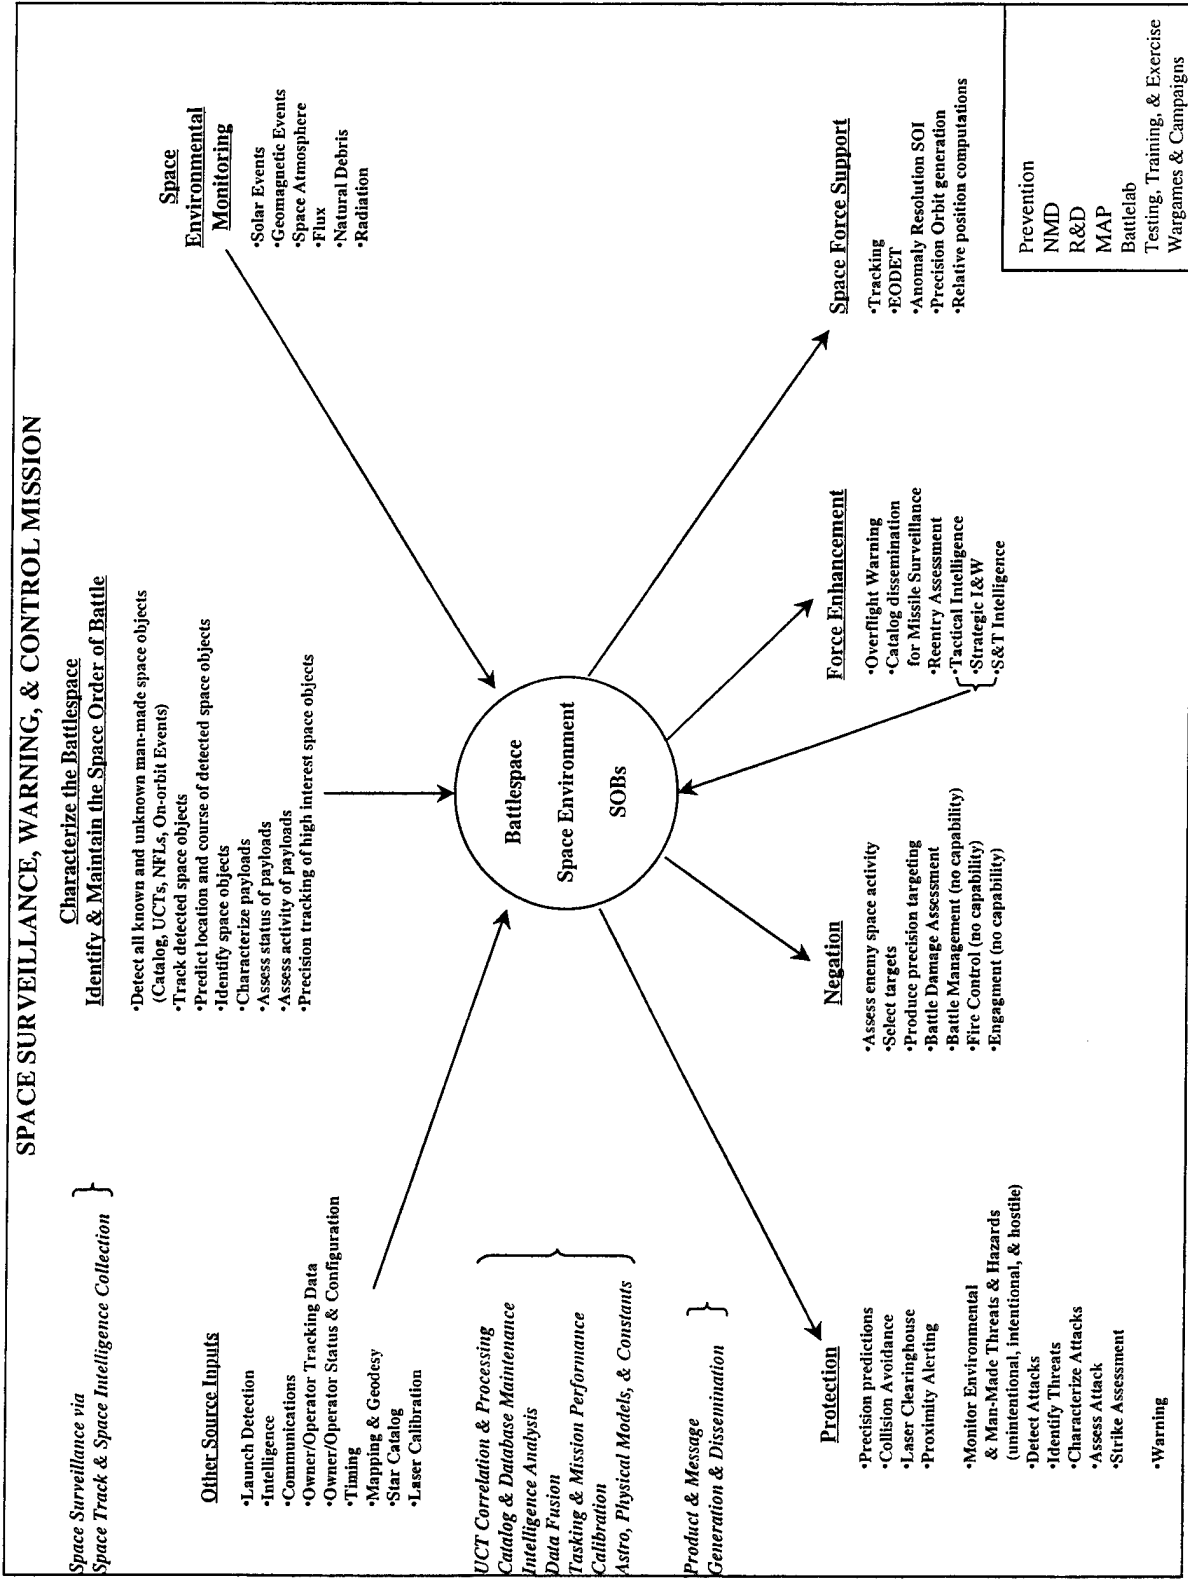 SPACE SURVEILLANCE, WARNING, & CONTROL MISSION
Space Surveillance via
Space Track & Space Intelligence Collection
Characterize the Battlespace
Identify & Maintain the Space Order of Battle
•Detect all known and unknown man-made space objects
(Catalog, UCTs, NFLs, On-orbit Events)
•Track detected space objects
•Predict location and course of detected space objects
•Identify space objects
•Characterize payloads
•Assess status of payloads
•Assess activity of payloads
•Precision tracking of high interest space objects
Space
Environmental
Monitoring
•Solar Events
•Geomagnetic Events
•Space Atmosphere
•Flux
•Natural Debris
•Radiation
Other Source Inputs
•Launch Detection
•Intelligence
•Communications
•Owner/Operator Tracking Data
•Owner/Operator Status & Configuration
•Timing
•Mapping & Geodesy
•Star Catalog
•Laser Calibration
UCT Correlation & Processing
Catalog & Database Maintenance
Intelligence Analysis
Data Fusion
Tasking & Mission Performance
Calibration
Astro, Physical Models, & Constants
Battlespace
Space Environment
SOBs
Product & Message
Generation & Dissemination
Protection
•Precision predictions
•Collision Avoidance
•Laser Clearinghouse
•Proximity Alerting
•Monitor Environmental
& Man-Made Threats & Hazards
(unintentional, intentional, & hostile)
•Detect Attacks
•Identify Threats
•Characterize Attacks
•Assess Attack
•Strike Assessment
•Warning
Negation
•Assess enemy space activity
•Select targets
•Produce precision targeting
•Battle Damage Assessment
•Battle Management (no capability)
•Fire Control (no capability)
•Engagment (no capability)
Force Enhancement
•Overflight Warning
•Catalog dissemination
for Missile Surveillance
•Reentry Assessment
•Tactical Intelligence
•Strategic I&W
•S&T Intelligence
Space Force Support
•Tracking
•EODET
•Anomaly Resolution SOI
•Precision Orbit generation
•Relative position computations
Prevention
NMD
R&D
MAP
Battlelab
Testing, Training, & Exercise
Wargames & Campaigns